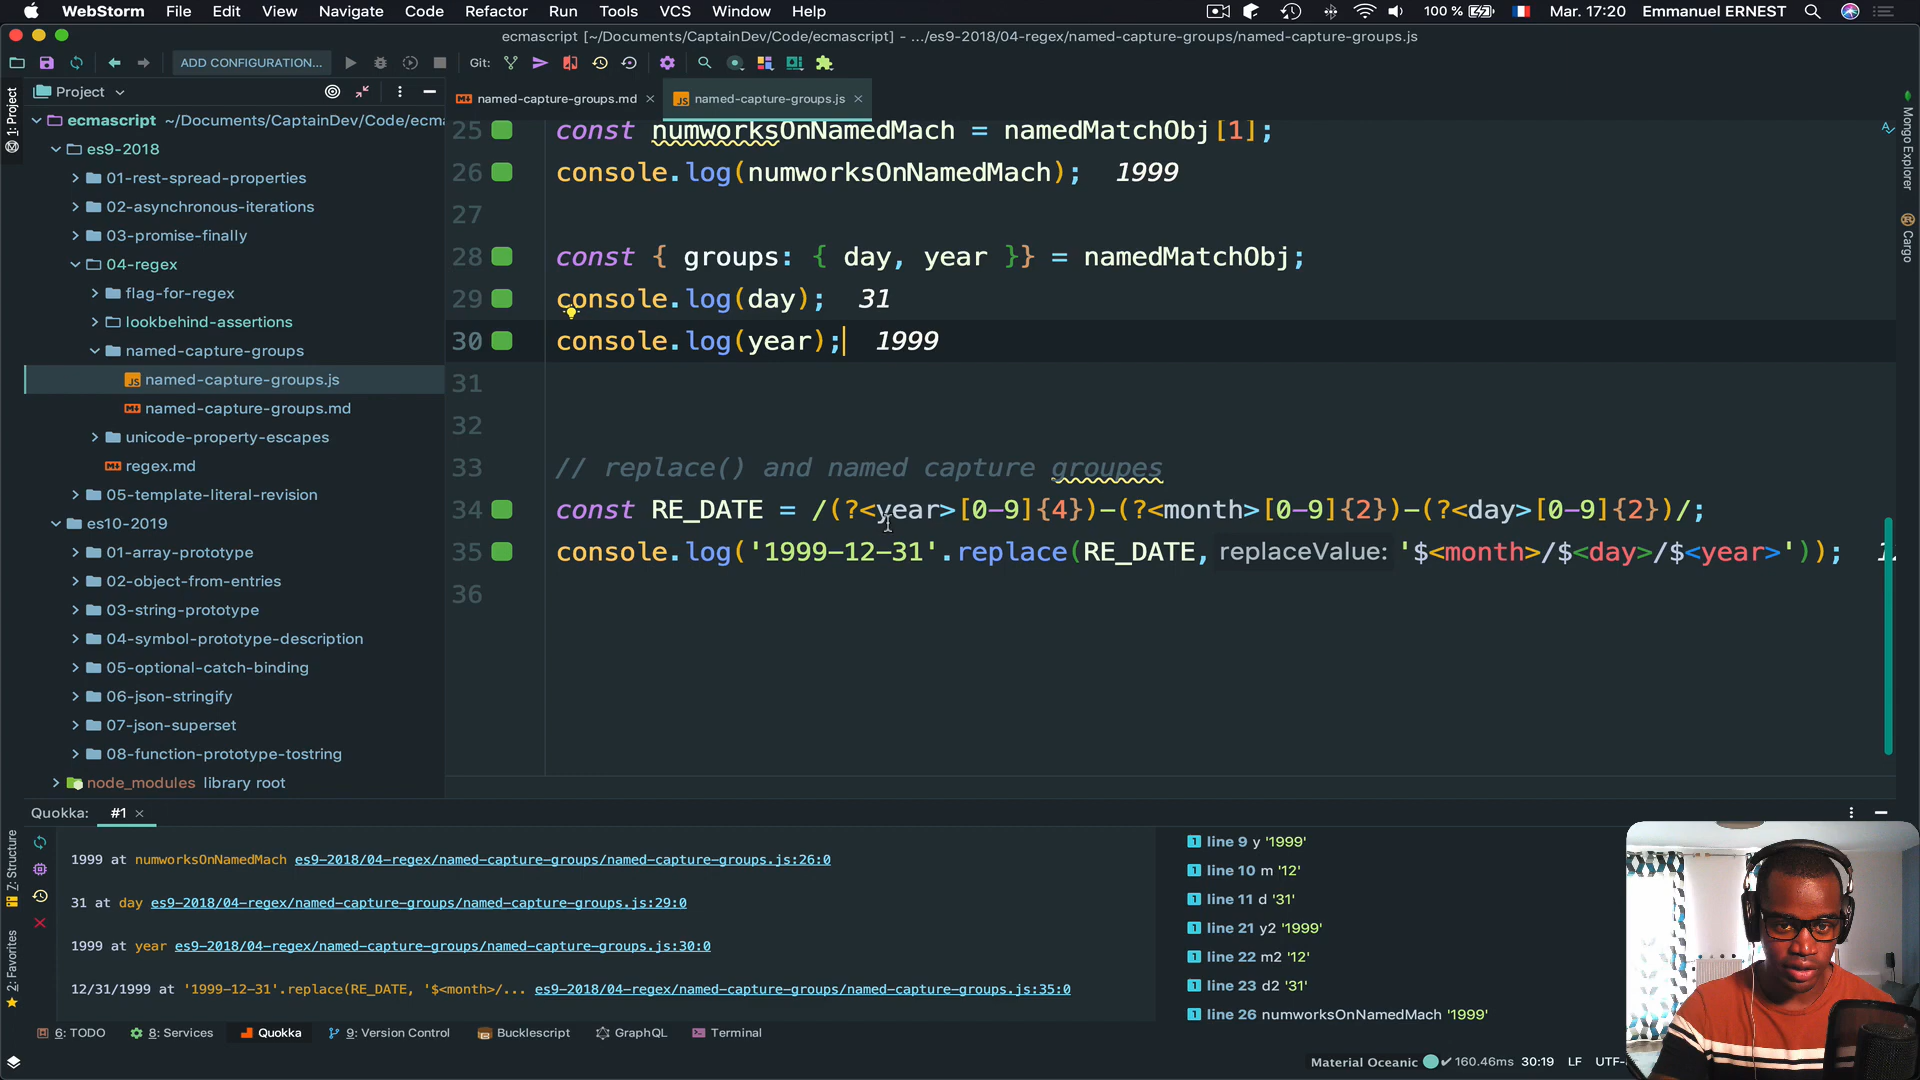 WebStorm File Edit View Navigate Code Refactor Run Tools VCS Window Help 100 % Mar. 17:20 Emmanuel ERNEST
ecmascript [~/Documents/CaptainDev/Code/ecmascript] – .../es9-2018/04-regex/named-capture-groups/named-capture-groups.js
ADD CONFIGURATION... Git:
1: Project
Project
named-capture-groups.md
named-capture-groups.js
ecmascript ~/Documents/CaptainDev/Code/ecma
es9-2018
01-rest-spread-properties
02-asynchronous-iterations
03-promise-finally
04-regex
flag-for-regex
lookbehind-assertions
named-capture-groups
named-capture-groups.js
named-capture-groups.md
unicode-property-escapes
regex.md
05-template-literal-revision
es10-2019
01-array-prototype
02-object-from-entries
03-string-prototype
04-symbol-prototype-description
05-optional-catch-binding
06-json-stringify
07-json-superset
08-function-prototype-tostring
node_modules library root
25 const numworksOnNamedMach = namedMatchObj[1];
26 console.log(numworksOnNamedMach); 1999
27
28 const { groups: { day, year }} = namedMatchObj;
29 console.log(day); 31
30 console.log(year); 1999
31
32
33 // replace() and named capture groupes
34 const RE_DATE = /(?<year>[0-9]{4})-(?<month>[0-9]{2})-(?<day>[0-9]{2})/;
35 console.log('1999-12-31'.replace(RE_DATE, replaceValue: '$<month>/$<day>/$<year>'));
36
Mongo Explorer
Cargo
Quokka: #1
7: Structure
2: Favorites
1999 at numworksOnNamedMach es9-2018/04-regex/named-capture-groups/named-capture-groups.js:26:0
31 at day es9-2018/04-regex/named-capture-groups/named-capture-groups.js:29:0
1999 at year es9-2018/04-regex/named-capture-groups/named-capture-groups.js:30:0
12/31/1999 at '1999-12-31'.replace(RE_DATE, '$<month>/... es9-2018/04-regex/named-capture-groups/named-capture-groups.js:35:0
line 9 y '1999'
line 10 m '12'
line 11 d '31'
line 21 y2 '1999'
line 22 m2 '12'
line 23 d2 '31'
line 26 numworksOnNamedMach '1999'
6: TODO 8: Services Quokka 9: Version Control Bucklescript GraphQL Terminal
Material Oceanic 160.46ms 30:19 LF UTF-